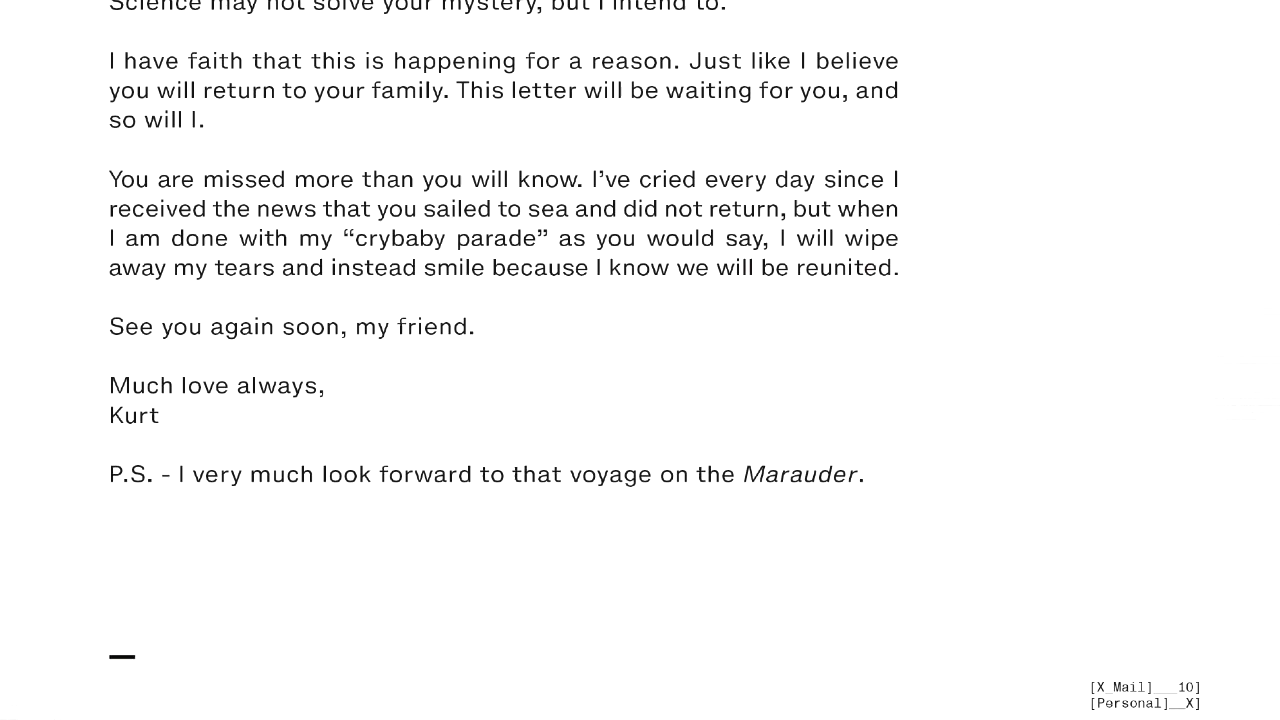 Science may not solve your mystery, but I intend to.
I have faith that this is happening for a reason. Just like I believe
you will return to your family. This letter will be waiting for you, and
so will I.
You are missed more than you will know. I’ve cried every day since I
received the news that you sailed to sea and did not return, but when
I am done with my “crybaby parade” as you would say, I will wipe
away my tears and instead smile because I know we will be reunited.
See you again soon, my friend.
Much love always,
Kurt
P.S. - I very much look forward to that voyage on the Marauder.
[X_Mail]___10]
[Personal]__X]